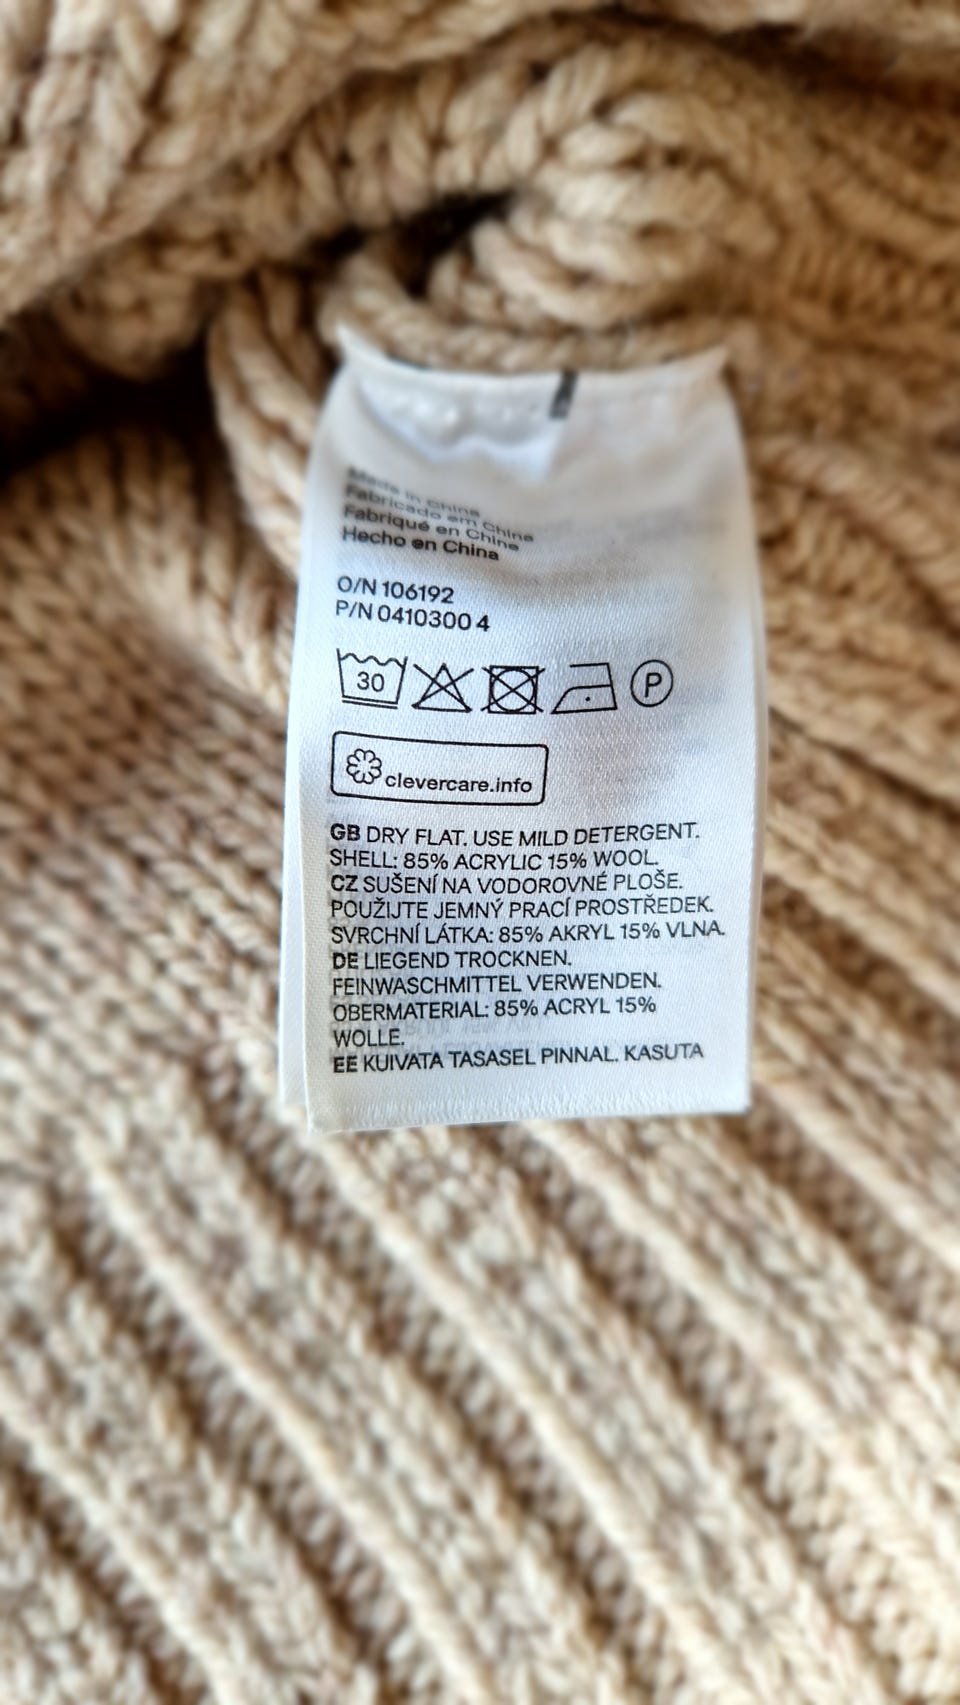 Made in China
Fabricado em China
Fabriqué en China
Hecho en China
O/N 106192
P/N 0410300 4
30
P
clevercare.info
GB DRY FLAT. USE MILD DETERGENT.
SHELL: 85% ACRYLIC 15% WOOL.
CZ SUŠENÍ NA VODOROVNÉ PLOŠE.
POUŽIJTE JEMNÝ PRACÍ PROSTŘEDEK.
SVRCHNÍ LÁTKA: 85% AKRYL 15% VLNA.
DE LIEGEND TROCKNEN.
FEINWASCHMITTEL VERWENDEN.
OBERMATERIAL: 85% ACRYL 15%
WOLLE.
EE KUIVATA TASASEL PINNAL. KASUTA